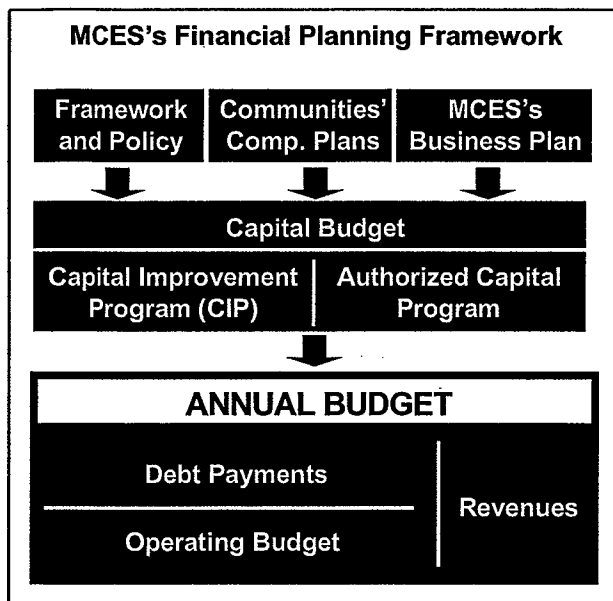 MCES's Financial Planning Framework
Framework
and Policy
Communities'
Comp. Plans
MCES's
Business Plan
Capital Budget
Capital Improvement
Program (CIP)
Authorized Capital
Program
ANNUAL BUDGET
Debt Payments
Operating Budget
Revenues